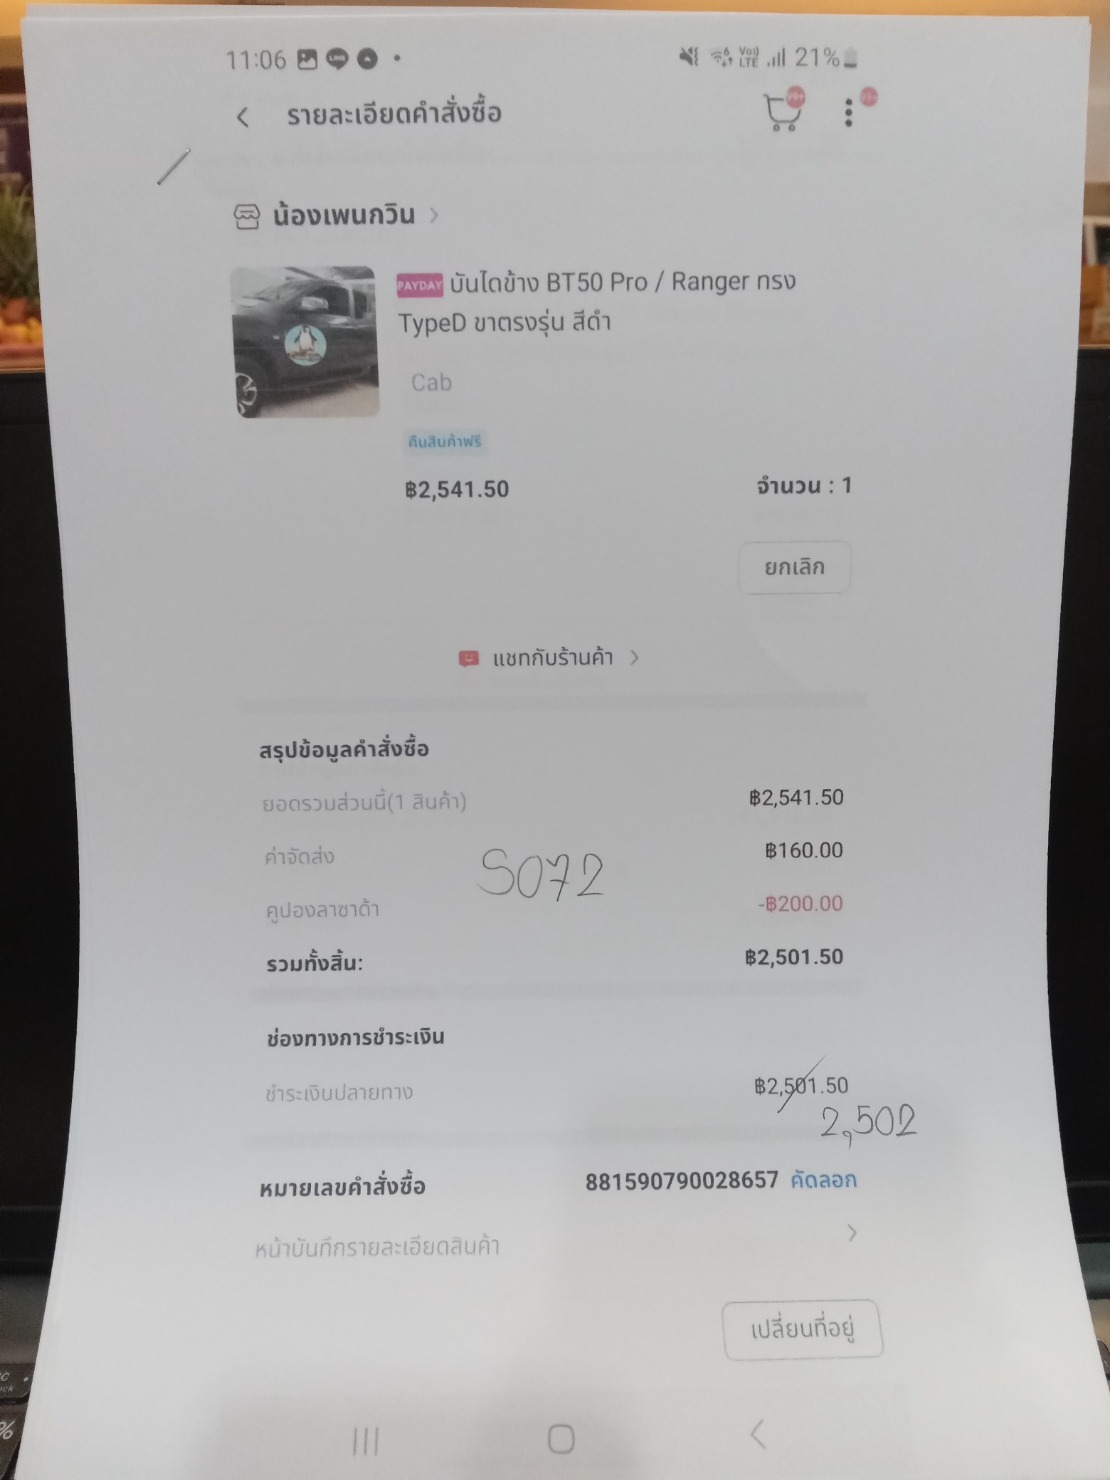 11:06 LINE Vo)) LTE 21%
รายละเอียดคำสั่งซื้อ
น้องเพนกวิน
PAYDAY บันไดข้าง BT50 Pro / Ranger ทรง
TypeD ขาตรงรุ่น สีดำ
Cab
คืนสินค้าฟรี
฿2,541.50 จำนวน : 1
ยกเลิก
แชทกับร้านค้า
สรุปข้อมูลคำสั่งซื้อ
ยอดรวมส่วนนี้(1 สินค้า) ฿2,541.50
ค่าจัดส่ง ฿160.00
S072
คูปองลาซาด้า -฿200.00
รวมทั้งสิ้น: ฿2,501.50
ช่องทางการชำระเงิน
ชำระเงินปลายทาง ฿2,501.50
2,502
หมายเลขคำสั่งซื้อ 881590790028657 คัดลอก
หน้าบันทึกรายละเอียดสินค้า
เปลี่ยนที่อยู่